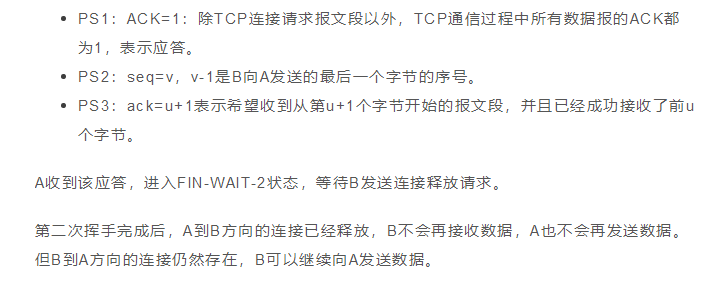 PS1：ACK=1：除TCP连接请求报文段以外，TCP通信过程中所有数据报的ACK都
为1，表示应答。
PS2：seq=v，v-1是B向A发送的最后一个字节的序号。
PS3：ack=u+1表示希望收到从第u+1个字节开始的报文段，并且已经成功接收了前u
个字节。
A收到该应答，进入FIN-WAIT-2状态，等待B发送连接释放请求。
第二次挥手完成后，A到B方向的连接已经释放，B不会再接收数据，A也不会再发送数据。
但B到A方向的连接仍然存在，B可以继续向A发送数据。